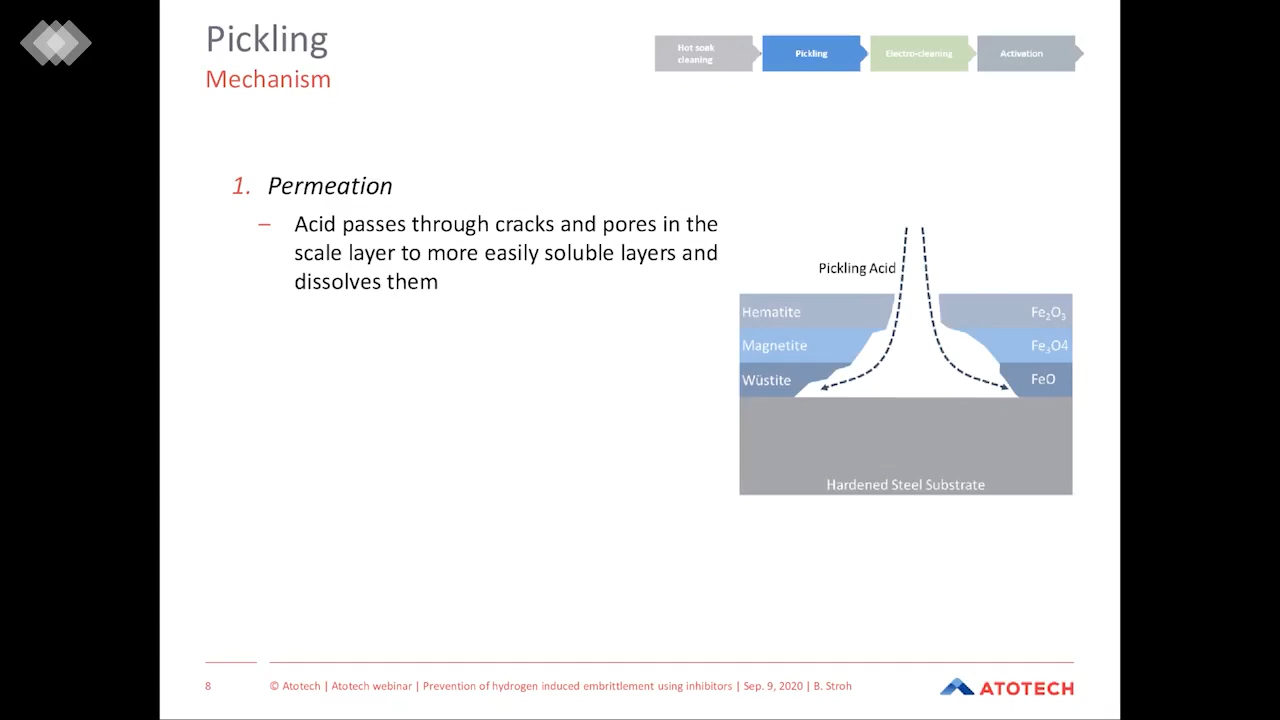 Pickling
Mechanism
Hot soak
cleaning
Pickling
Electro-cleaning
Activation
1. Permeation
– Acid passes through cracks and pores in the
scale layer to more easily soluble layers and
dissolves them
Pickling Acid
Hematite Fe₂O₃
Magnetite Fe₃O4
Wüstite FeO
Hardened Steel Substrate
8 © Atotech | Atotech webinar | Prevention of hydrogen induced embrittlement using inhibitors | Sep. 9, 2020 | B. Stroh
ATOTECH